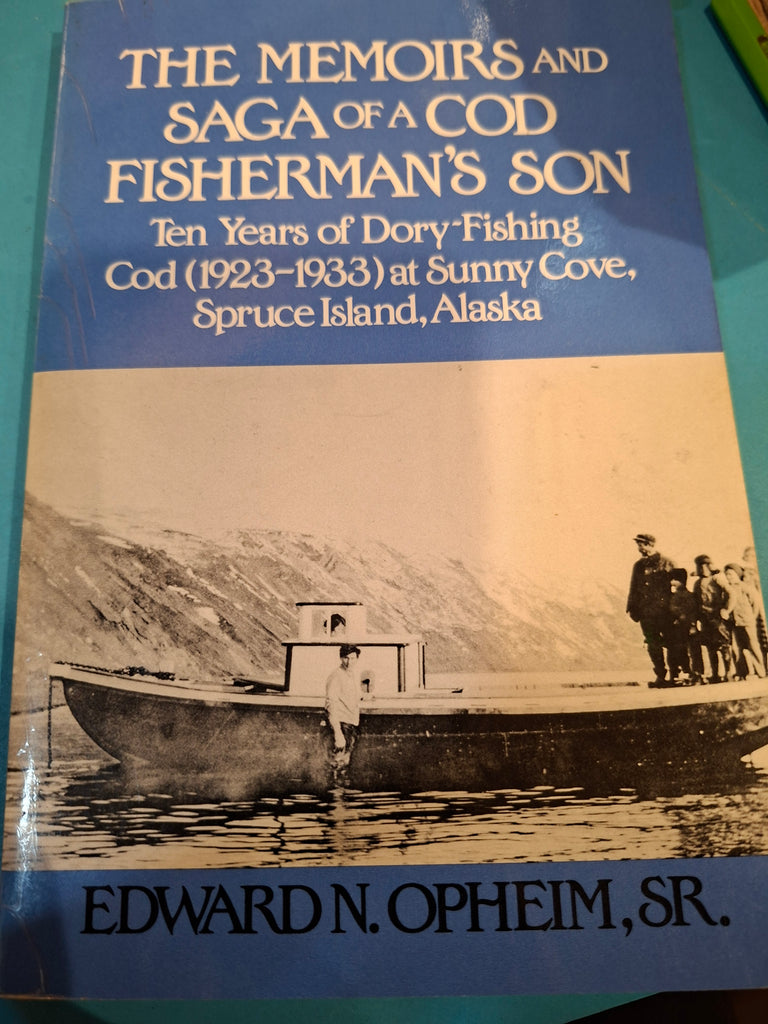 THE MEMOIRS AND
SAGA OF A COD
FISHERMAN'S SON
Ten Years of Dory-Fishing
Cod (1923–1933) at Sunny Cove,
Spruce Island, Alaska
EDWARD N. OPHEIM, SR.